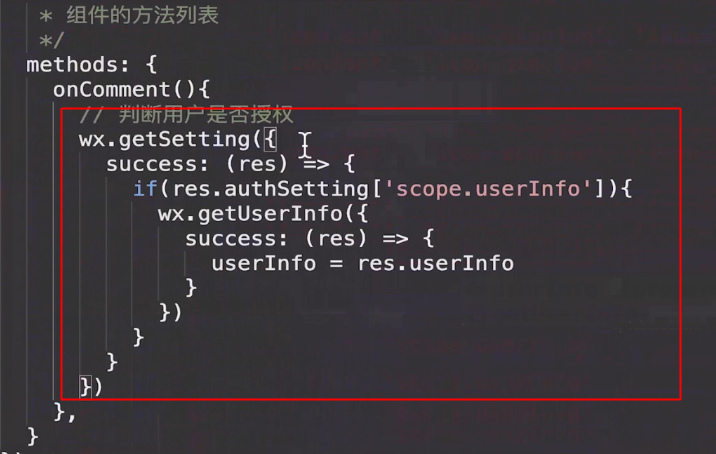 * 组件的方法列表
*/
methods: {
onComment(){
// 判断用户是否授权
wx.getSetting({
success: (res) => {
if(res.authSetting['scope.userInfo']){
wx.getUserInfo({
success: (res) => {
userInfo = res.userInfo
}
})
}
}
})
},
}